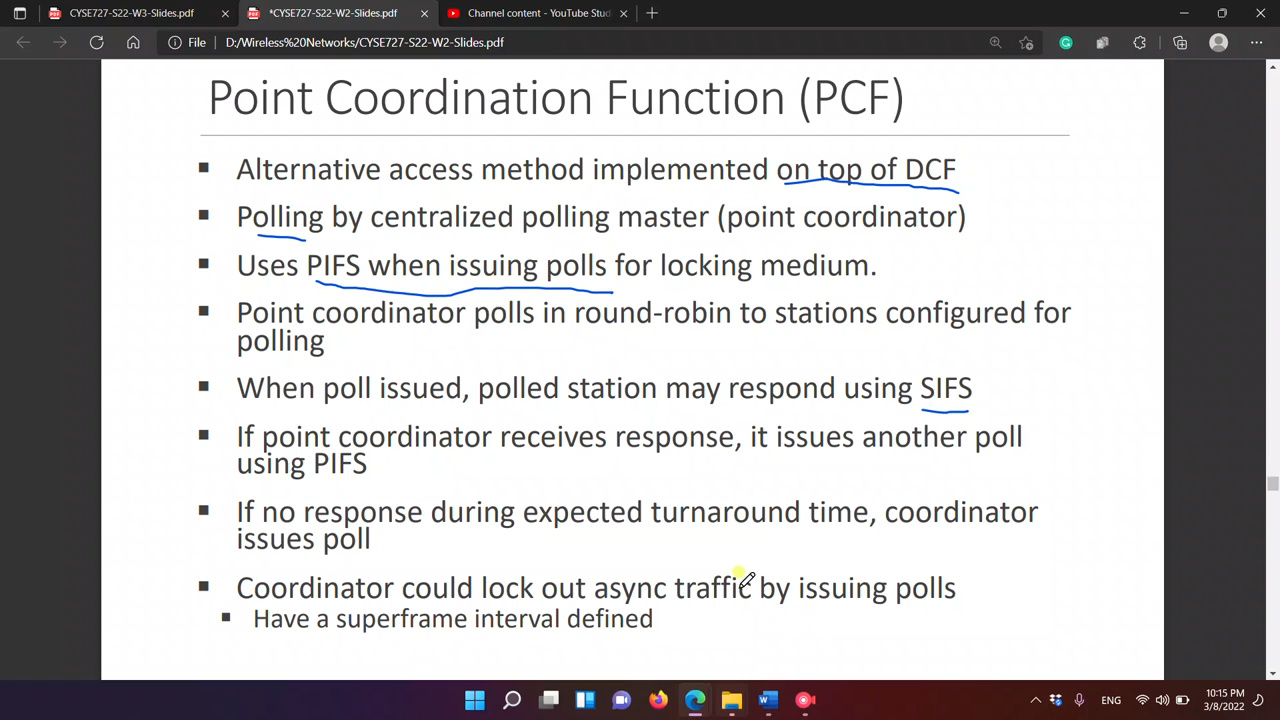 CYSE727-S22-W3-Slides.pdf
*CYSE727-S22-W2-Slides.pdf
Channel content - YouTube Stud
File
D:/Wireless%20Networks/CYSE727-S22-W2-Slides.pdf
Point Coordination Function (PCF)
Alternative access method implemented on top of DCF
Polling by centralized polling master (point coordinator)
Uses PIFS when issuing polls for locking medium.
Point coordinator polls in round-robin to stations configured for
polling
When poll issued, polled station may respond using SIFS
If point coordinator receives response, it issues another poll
using PIFS
If no response during expected turnaround time, coordinator
issues poll
Coordinator could lock out async traffic by issuing polls
Have a superframe interval defined
ENG
10:15 PM
3/8/2022